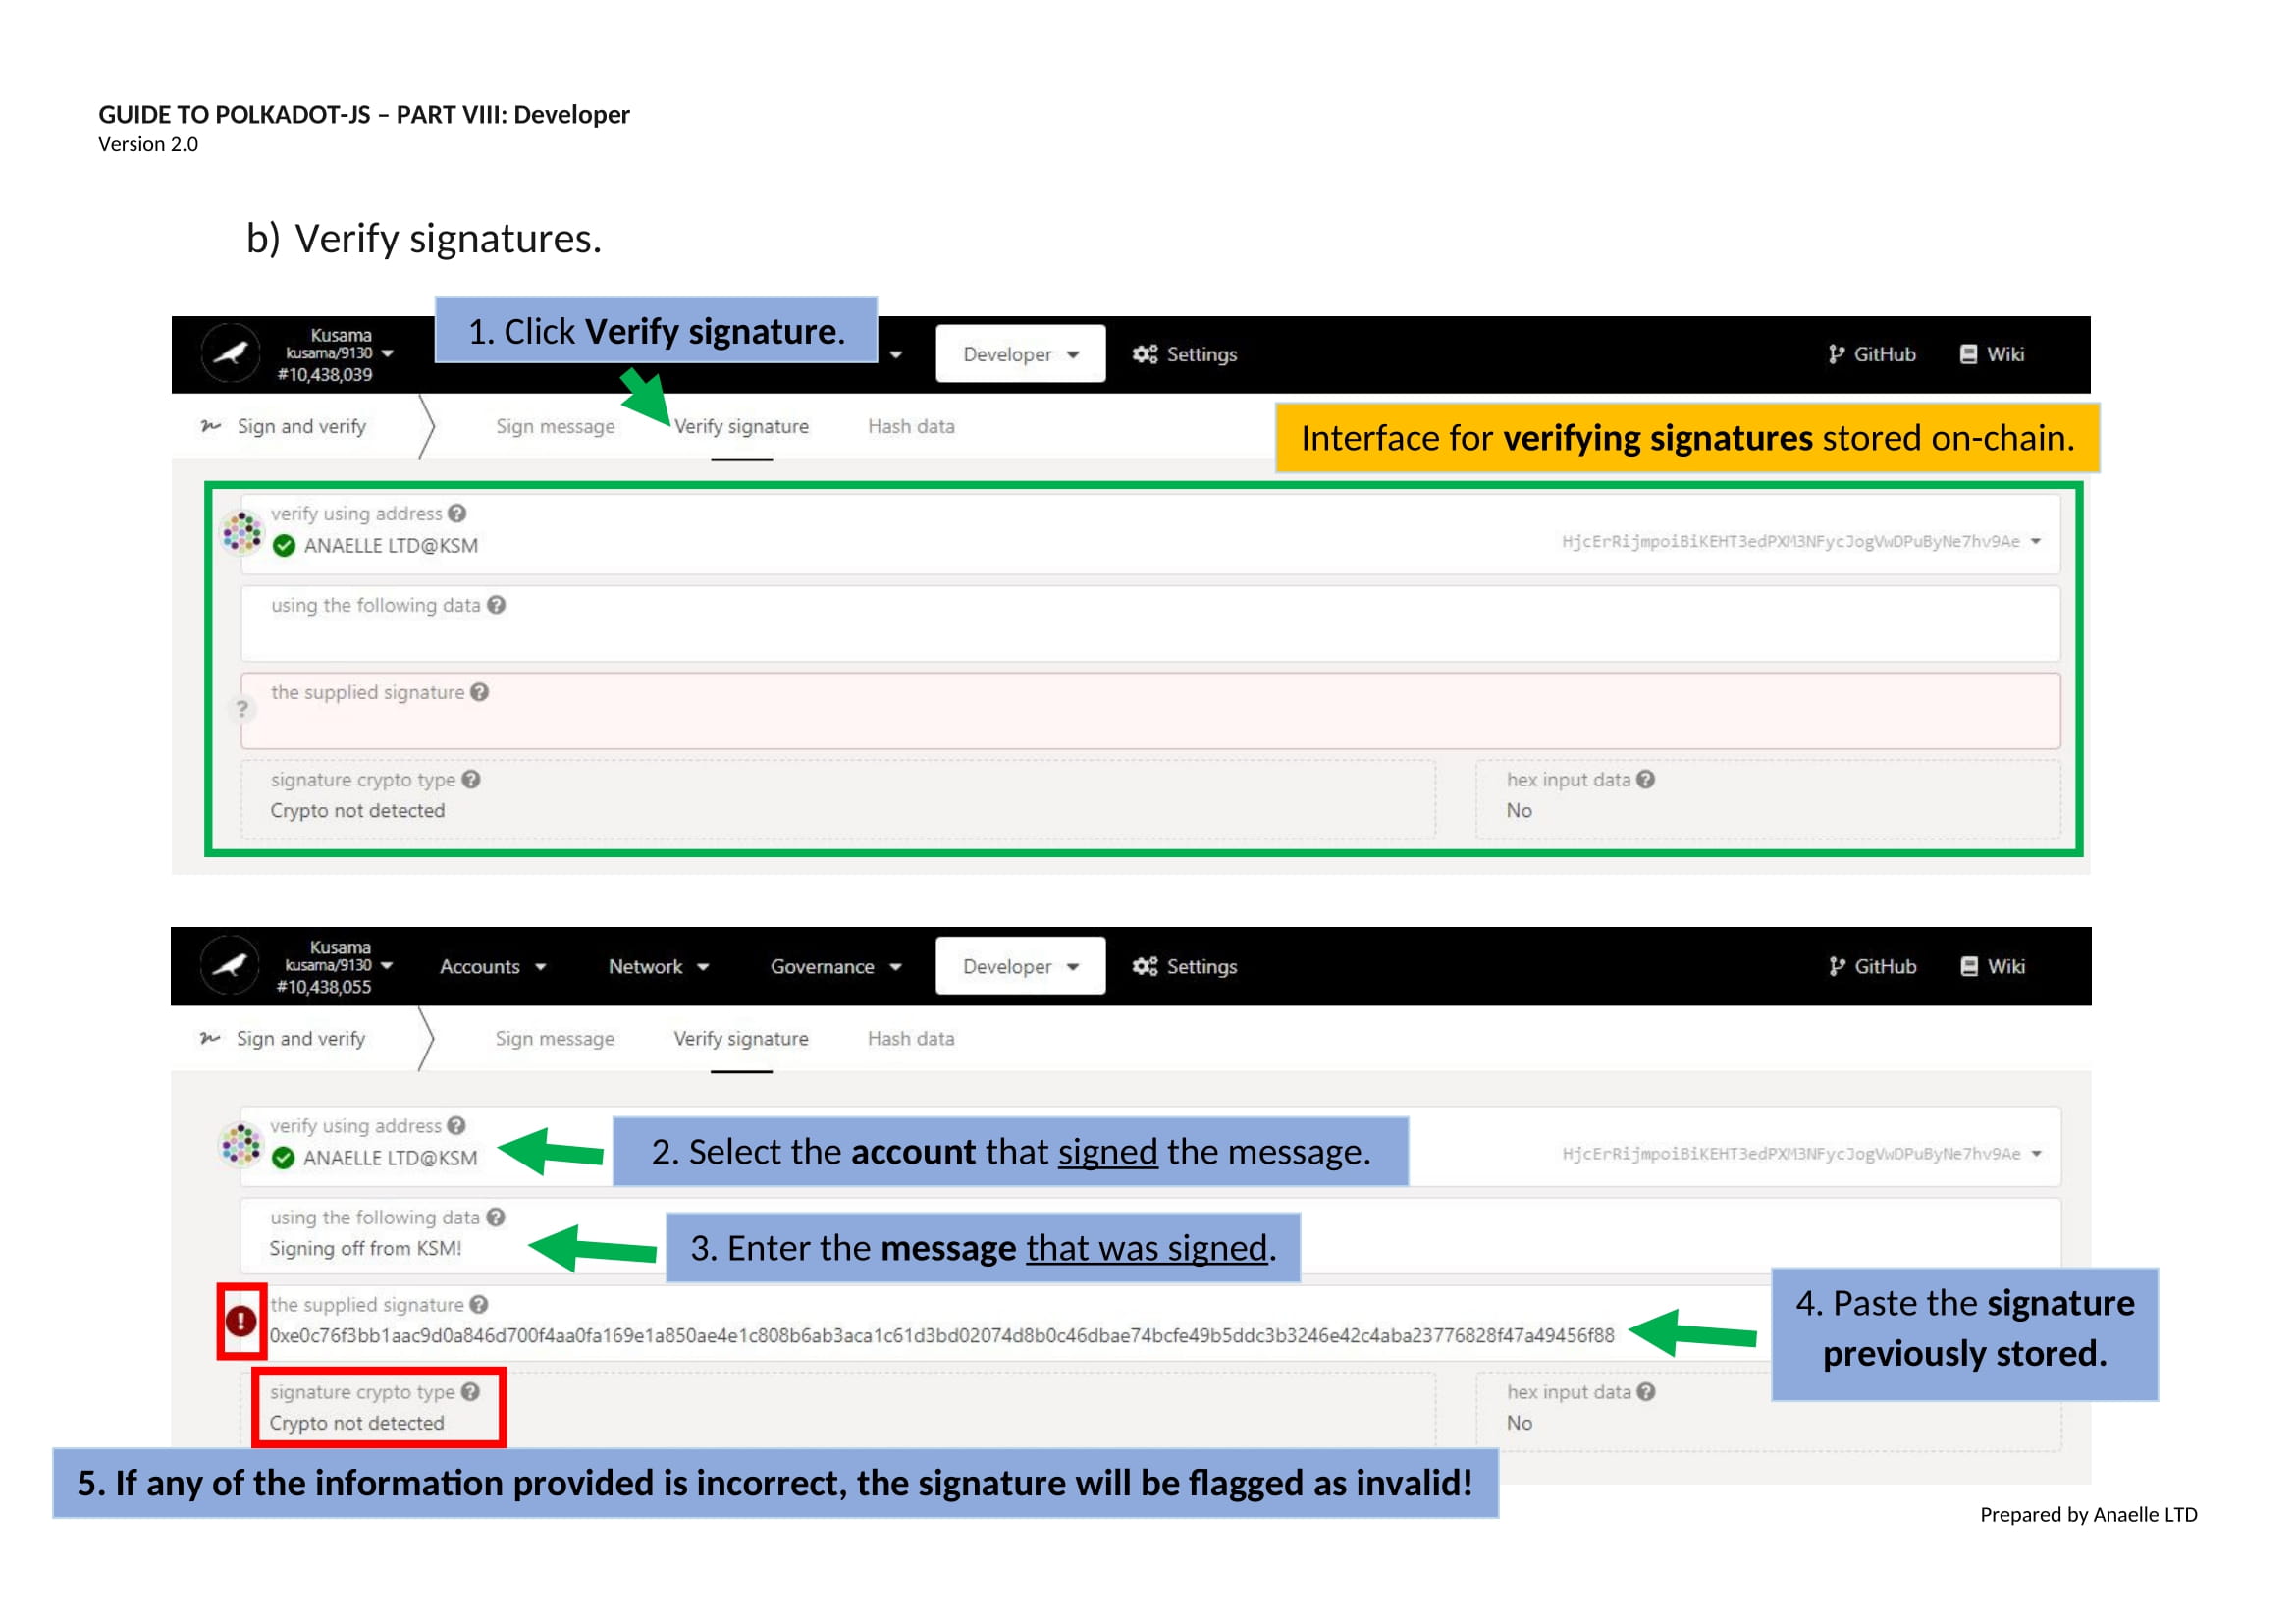 GUIDE TO POLKADOT-JS – PART VIII: Developer
Version 2.0
b) Verify signatures.
1. Click Verify signature.
Kusama
kusama/9130
#10,438,039
Developer
Settings
GitHub
Wiki
Sign and verify
Sign message
Verify signature
Hash data
Interface for verifying signatures stored on-chain.
verify using address
ANAELLE LTD@KSM
HjcErRijmpoiBiKEHT3edPXM3NFycJogVwDPuByNe7hv9Ae
using the following data
the supplied signature
signature crypto type
Crypto not detected
hex input data
No
Kusama
kusama/9130
#10,438,055
Accounts
Network
Governance
Developer
Settings
GitHub
Wiki
Sign and verify
Sign message
Verify signature
Hash data
verify using address
ANAELLE LTD@KSM
2. Select the account that signed the message.
HjcErRijmpoiBiKEHT3edPXM3NFycJogVwDPuByNe7hv9Ae
using the following data
Signing off from KSM!
3. Enter the message that was signed.
the supplied signature
0xe0c76f3bb1aac9d0a846d700f4aa0fa169e1a850ae4e1c808b6ab3aca1c61d3bd02074d8b0c46dbae74bcfe49b5ddc3b3246e42c4aba23776828f47a49456f88
4. Paste the signature
previously stored.
signature crypto type
Crypto not detected
hex input data
No
5. If any of the information provided is incorrect, the signature will be flagged as invalid!
Prepared by Anaelle LTD